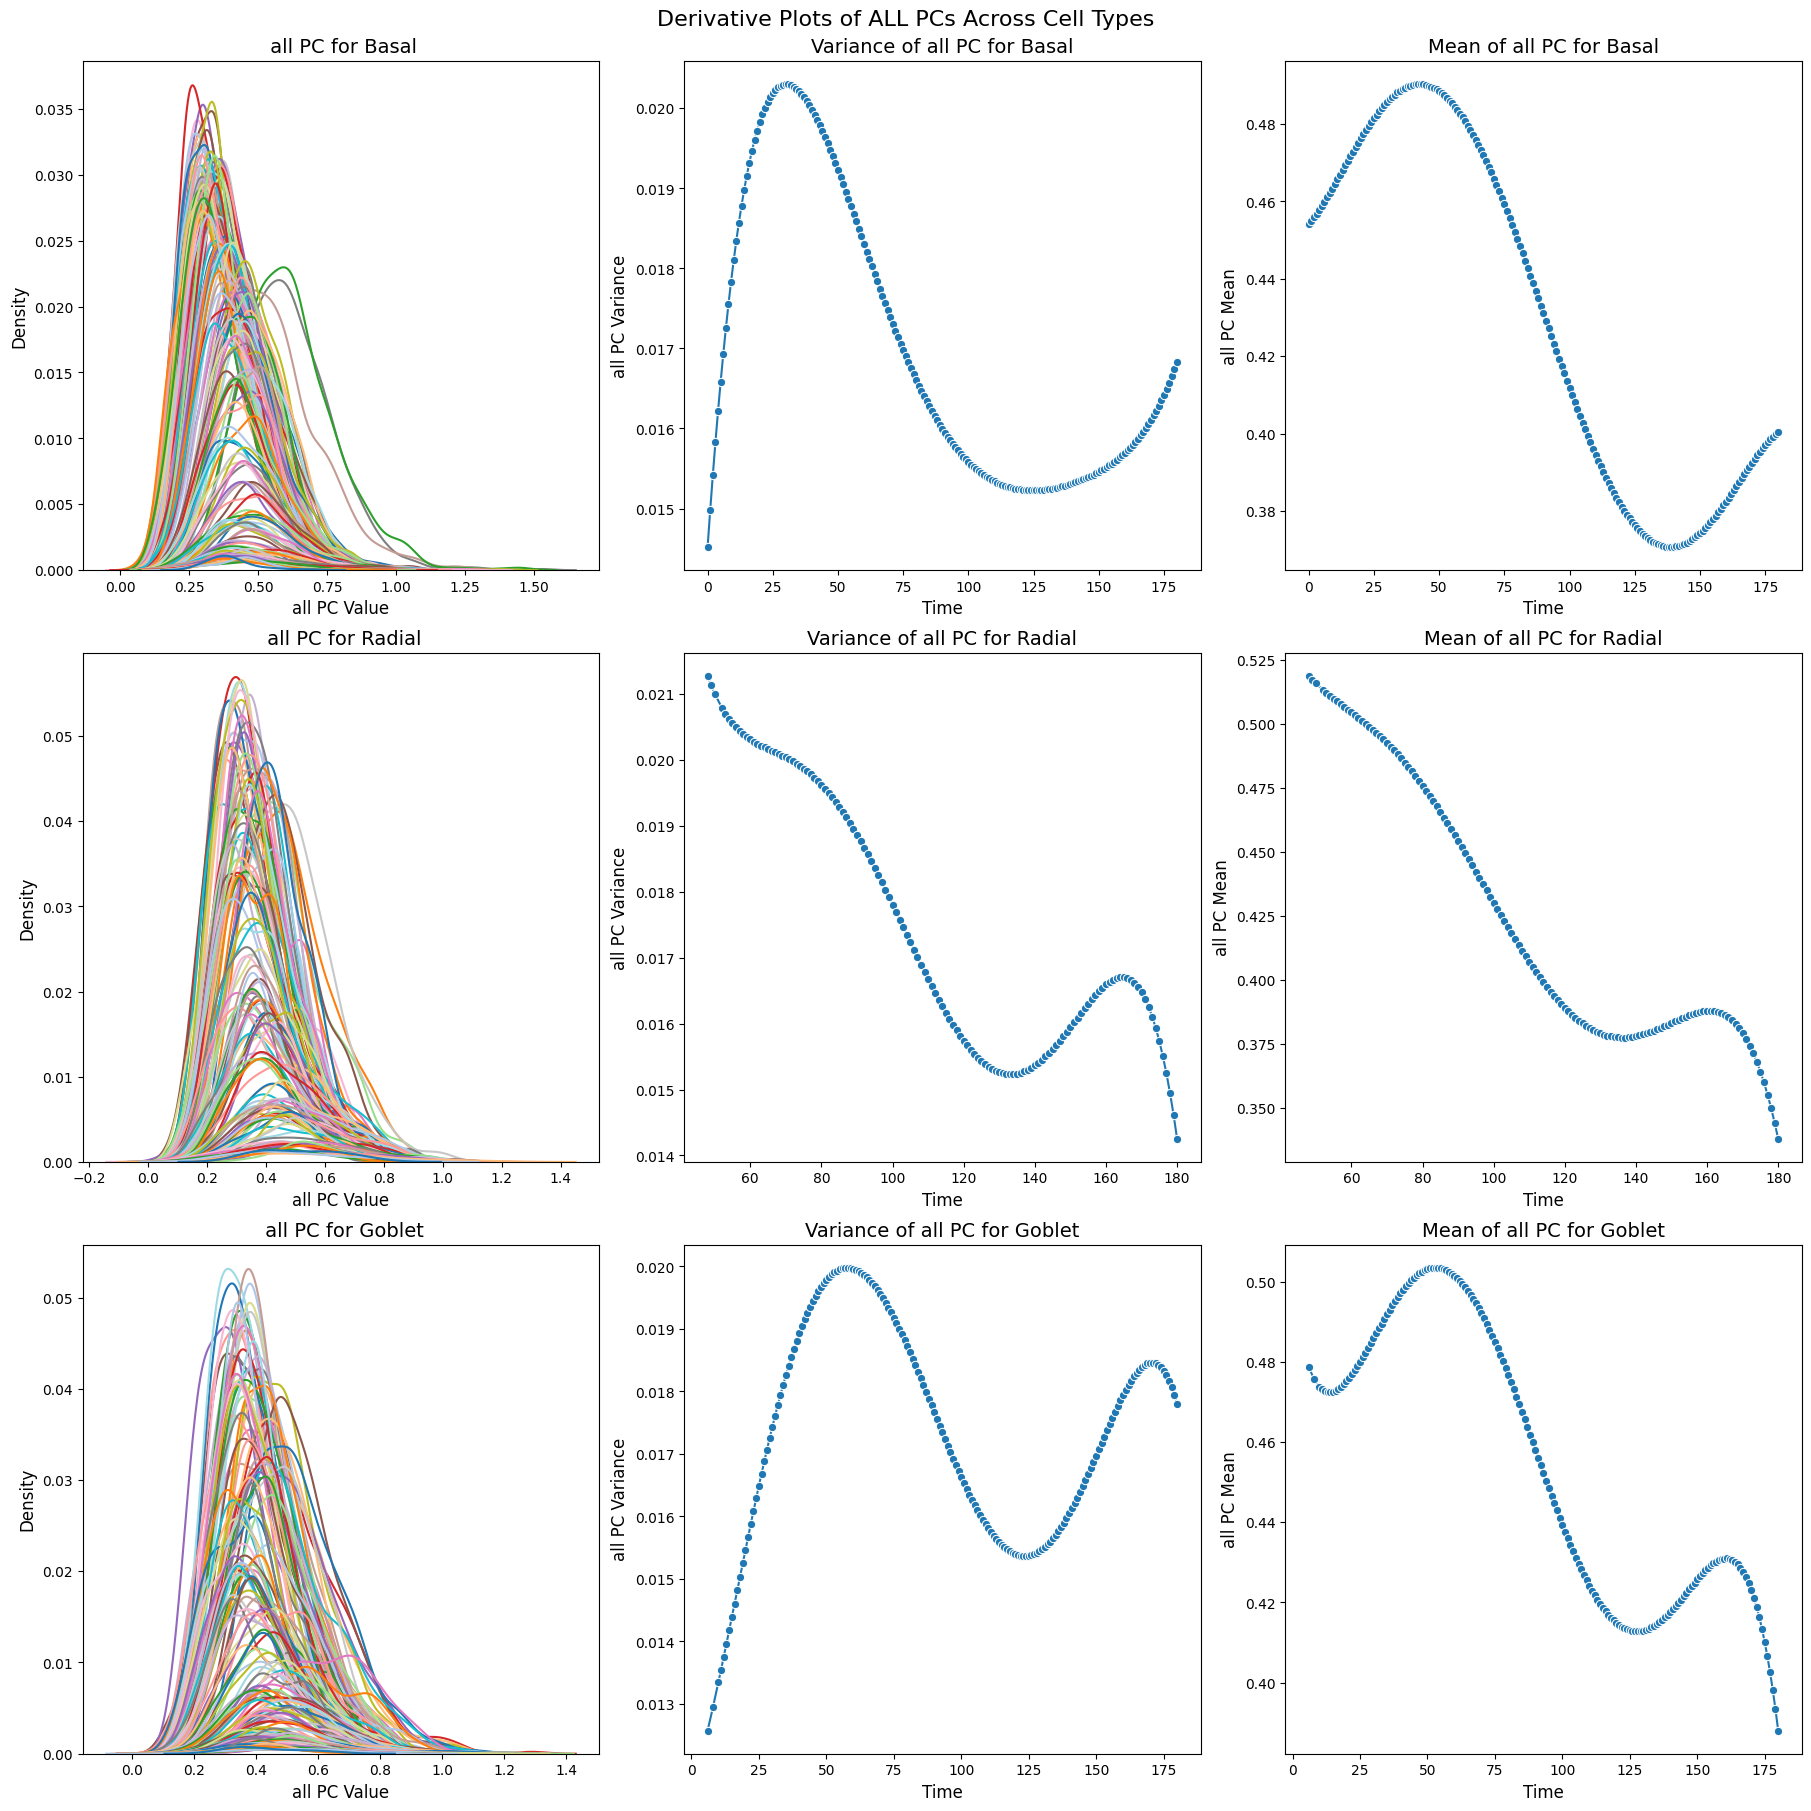 Derivative Plots of ALL PCs Across Cell Types
all PC for Basal
Density
0.000
0.005
0.010
0.015
0.020
0.025
0.030
0.035
0.00 0.25 0.50 0.75 1.00 1.25 1.50
all PC Value
Variance of all PC for Basal
all PC Variance
0.015
0.016
0.017
0.018
0.019
0.020
0 25 50 75 100 125 150 175
Time
Mean of all PC for Basal
all PC Mean
0.38
0.40
0.42
0.44
0.46
0.48
0 25 50 75 100 125 150 175
Time
all PC for Radial
Density
0.00
0.01
0.02
0.03
0.04
0.05
−0.2 0.0 0.2 0.4 0.6 0.8 1.0 1.2 1.4
all PC Value
Variance of all PC for Radial
all PC Variance
0.014
0.015
0.016
0.017
0.018
0.019
0.020
0.021
60 80 100 120 140 160 180
Time
Mean of all PC for Radial
all PC Mean
0.350
0.375
0.400
0.425
0.450
0.475
0.500
0.525
60 80 100 120 140 160 180
Time
all PC for Goblet
Density
0.00
0.01
0.02
0.03
0.04
0.05
0.0 0.2 0.4 0.6 0.8 1.0 1.2 1.4
all PC Value
Variance of all PC for Goblet
all PC Variance
0.013
0.014
0.015
0.016
0.017
0.018
0.019
0.020
0 25 50 75 100 125 150 175
Time
Mean of all PC for Goblet
all PC Mean
0.40
0.42
0.44
0.46
0.48
0.50
0 25 50 75 100 125 150 175
Time